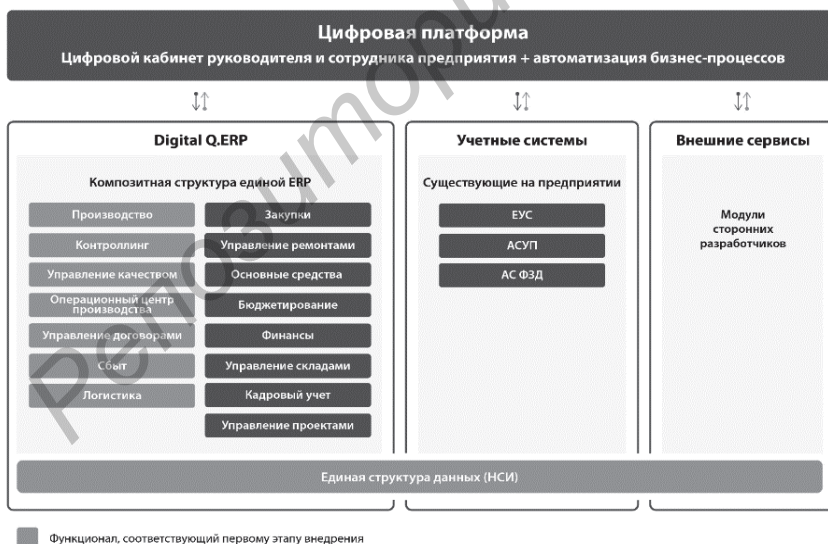 Цифровая платформа
Цифровой кабинет руководителя и сотрудника предприятия + автоматизация бизнес-процессов
Digital Q.ERP
Композитная структура единой ERP
Производство
Контроллинг
Управление качеством
Операционный центр
производства
Управление договорами
Сбыт
Логистика
Закупки
Управление ремонтами
Основные средства
Бюджетирование
Финансы
Управление складами
Кадровый учет
Управление проектами
Учетные системы
Существующие на предприятии
ЕУС
АСУП
АС ФЗД
Внешние сервисы
Модули
сторонних
разработчиков
Единая структура данных (НСИ)
Функционал, соответствующий первому этапу внедрения